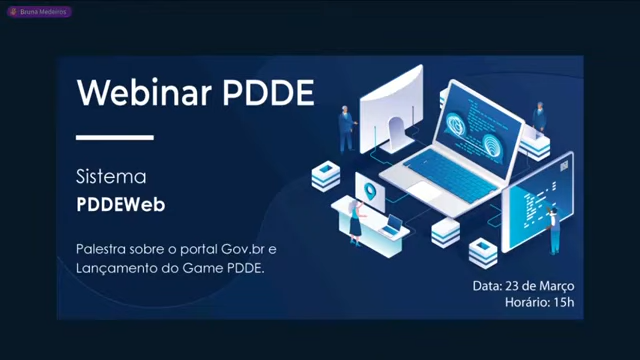 Bruno Medeiros
Webinar PDDE
Sistema
PDDEWeb
Palestra sobre o portal Gov.br e
Lançamento do Game PDDE.
Data: 23 de Março
Horário: 15h